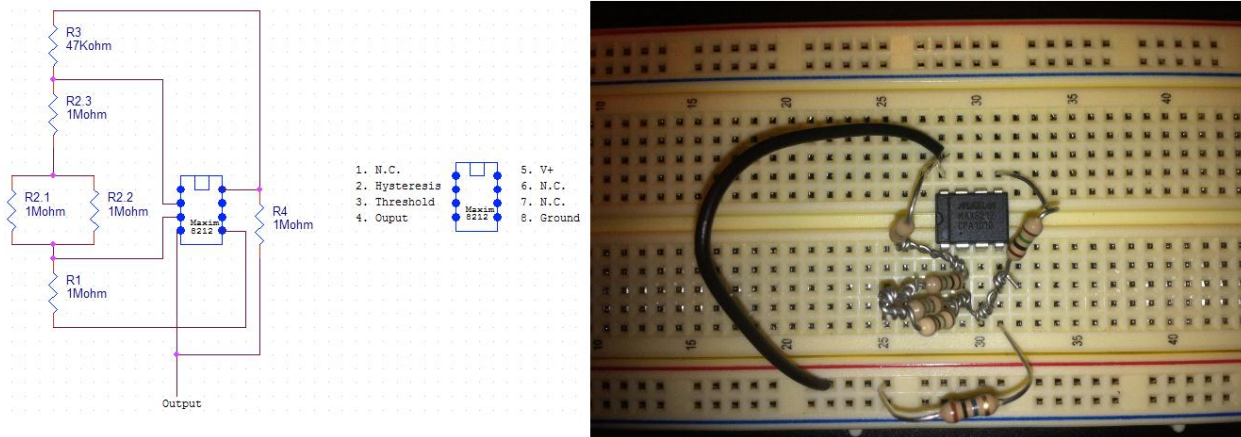 R3
47Kohm
R2.3
1Mohm
R2.1
1Mohm
R2.2
1Mohm
Maxim
8212
R4
1Mohm
R1
1Mohm
Output
1. N.C.
2. Hysteresis
3. Threshold
4. Ouput
Maxim
8212
5. V+
6. N.C.
7. N.C.
8. Ground
10
15
20
25
30
35
40
10
15
20
25
30
35
40